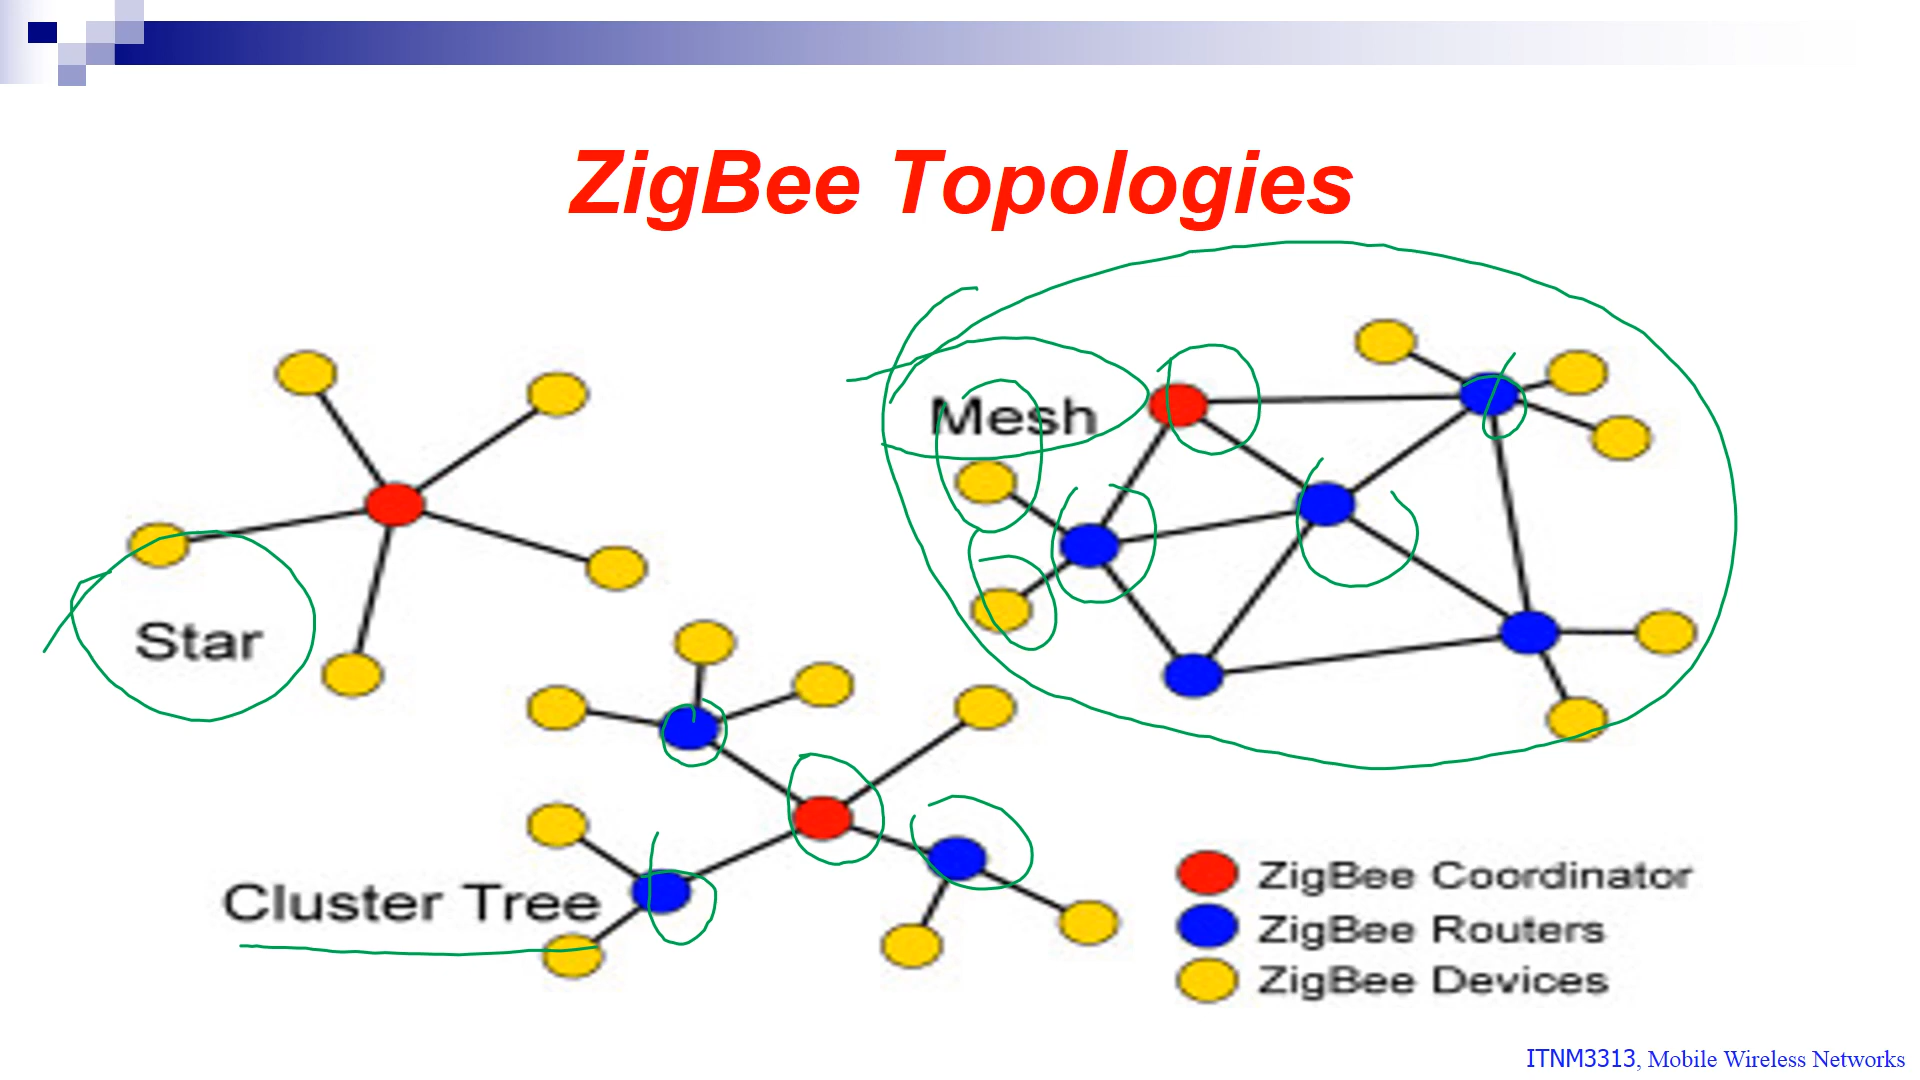 ZigBee Topologies
Mesh
Star
Cluster Tree
ZigBee Coordinator
ZigBee Routers
ZigBee Devices
ITNM3313, Mobile Wireless Networks